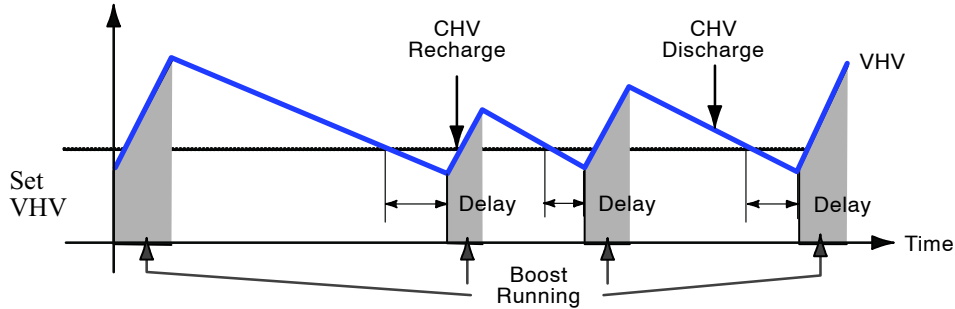 CHV
Recharge
CHV
Discharge
VHV
Set
VHV
Delay
Delay
Delay
Time
Boost
Running